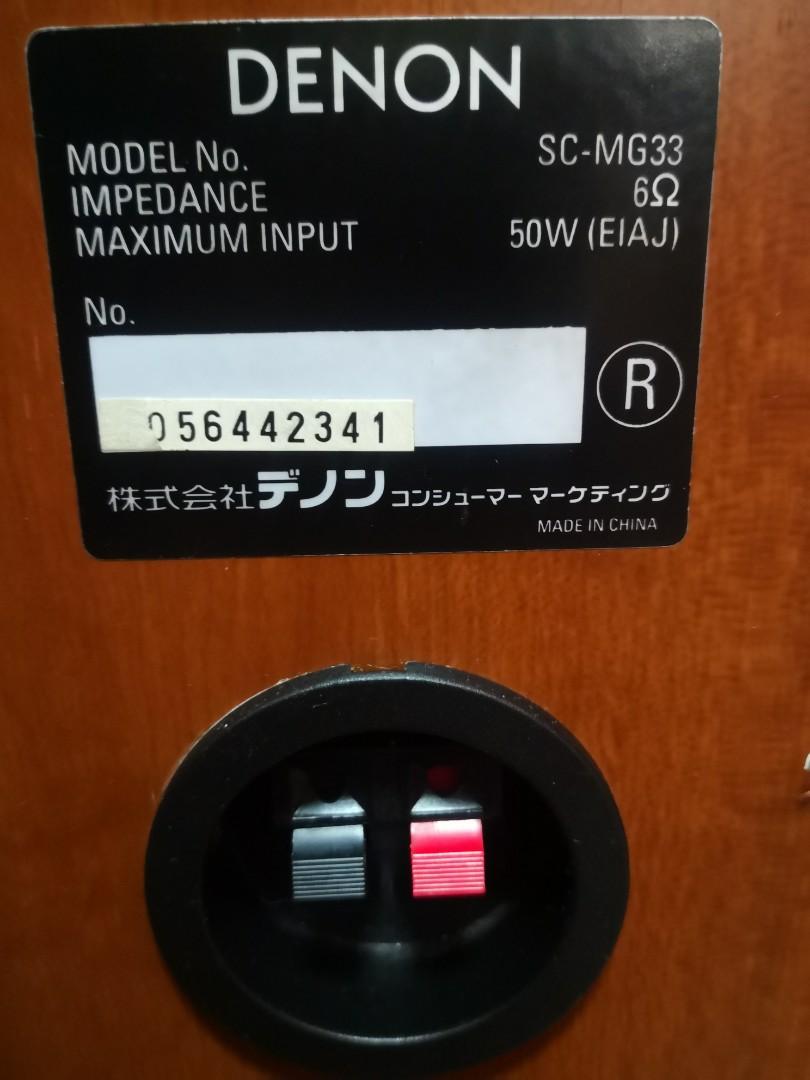 DENON
MODEL No. SC-MG33
IMPEDANCE 6Ω
MAXIMUM INPUT 50W (EIAJ)
No.
056442341
R
株式会社デノン コンシューマー マーケティング
MADE IN CHINA